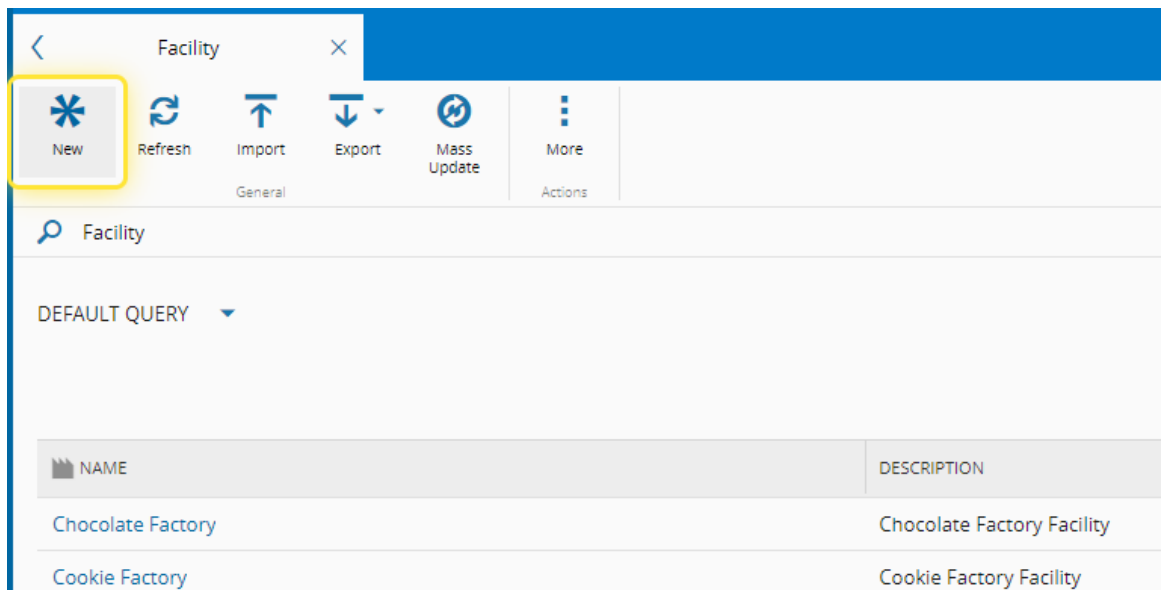 Facility
New Refresh Import Export Mass Update More
General Actions
Facility
DEFAULT QUERY
NAME DESCRIPTION
Chocolate Factory Chocolate Factory Facility
Cookie Factory Cookie Factory Facility